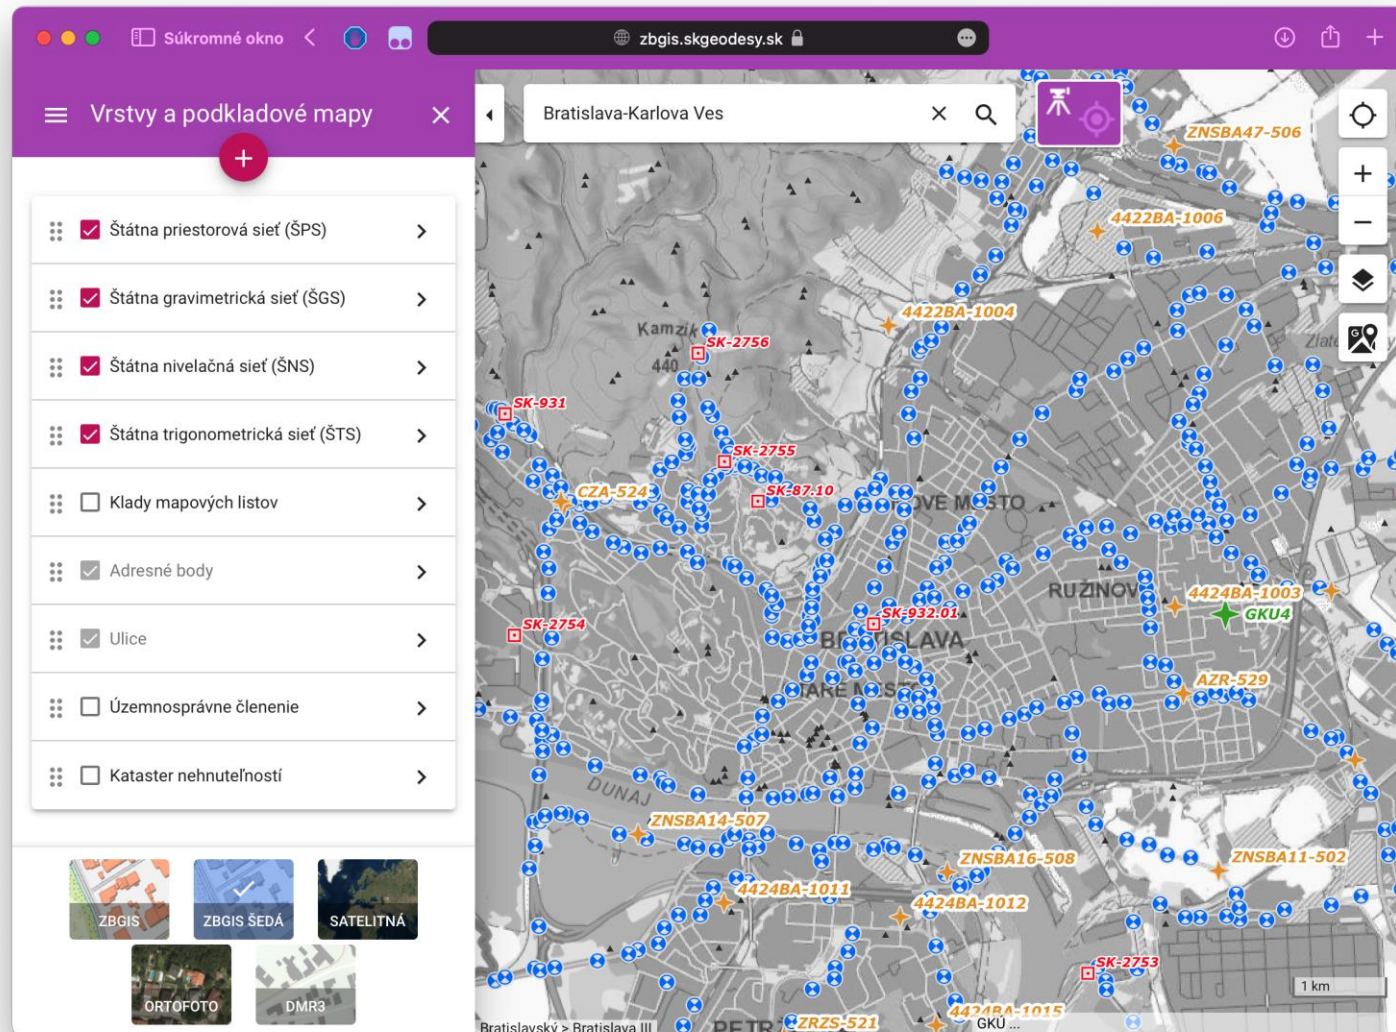 Súkromné okno
zbgis.skgeodesy.sk
Vrstvy a podkladové mapy
Bratislava-Karlova Ves
Štátna priestorová sieť (ŠPS)
Štátna gravimetrická sieť (ŠGS)
Štátna nivelačná sieť (ŠNS)
Štátna trigonometrická sieť (ŠTS)
Klady mapových listov
Adresné body
Ulice
Územnosprávne členenie
Kataster nehnuteľností
ZBGIS
ZBGIS ŠEDÁ
SATELITNÁ
ORTOFOTO
DMR3
ZNSBA47-506
4422BA-1006
4422BA-1004
Kamzík
440
SK-2756
SK-931
SK-2755
SK-87.10
CZA-524
MESTO
RUŽINOV
4424BA-1003
GKU4
SK-932.01
SK-2754
AZR-529
DUNAJ
ZNSBA14-507
ZNSBA16-508
ZNSBA11-502
4424BA-1011
4424BA-1012
SK-2753
1 km
4424BA-1015
GKÚ ...
ZRZS-521
Bratislavský > Bratislava III